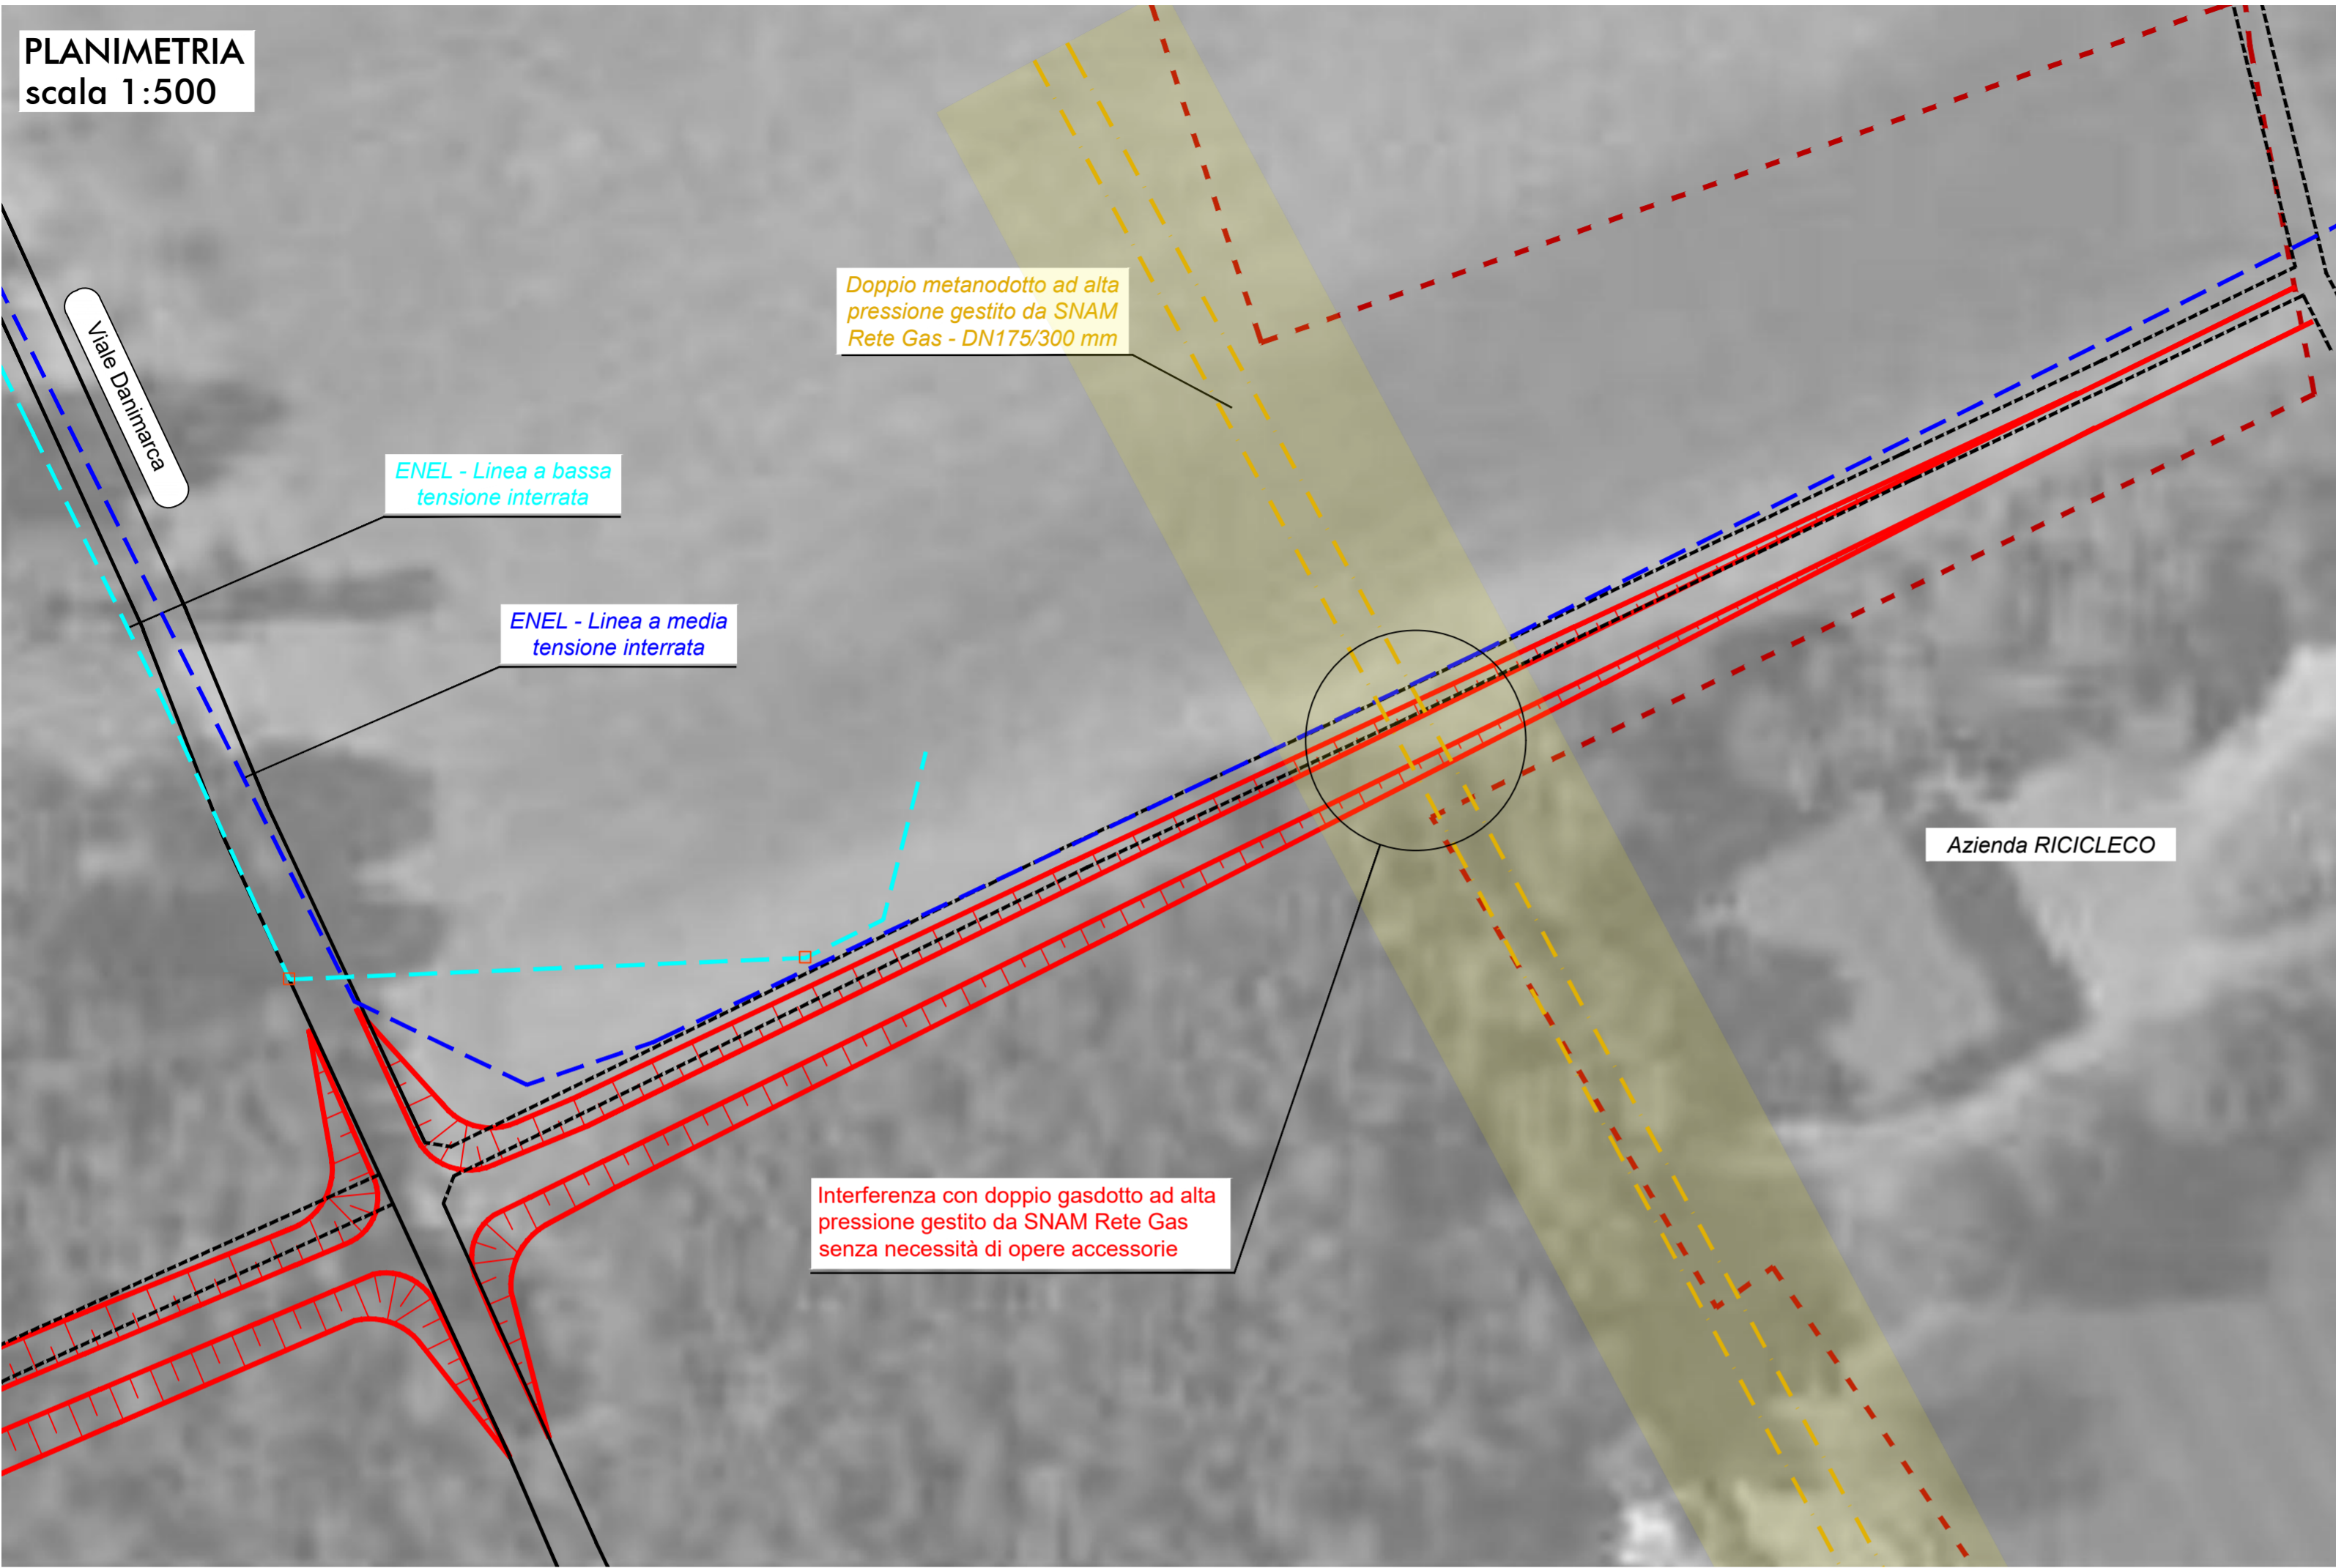 PLANIMETRIA
scala 1:500
Viale Danimarca
Doppio metanodotto ad alta
pressione gestito da SNAM
Rete Gas - DN175/300 mm
ENEL - Linea a bassa
tensione interrata
ENEL - Linea a media
tensione interrata
Azienda RICICLECO
Interferenza con doppio gasdotto ad alta
pressione gestito da SNAM Rete Gas
senza necessità di opere accessorie